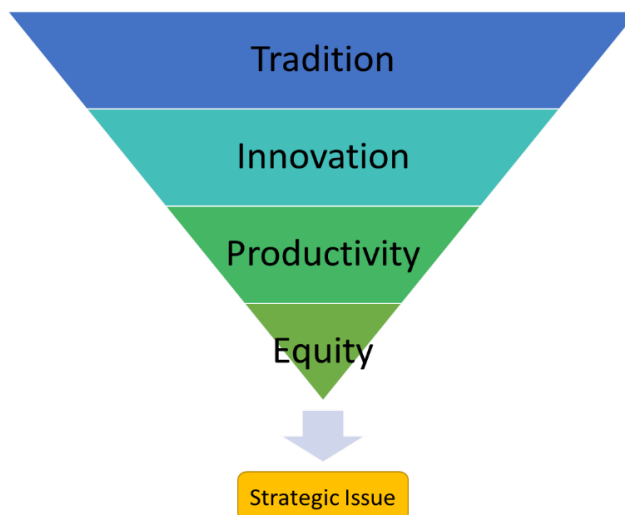 Tradition
Innovation
Productivity
Equity
Strategic Issue